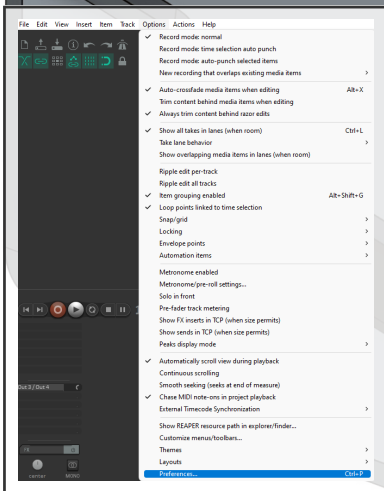 File Edit View Insert Item Track Options Actions Help
Record mode: normal
Record mode: time selection auto punch
Record mode: auto-punch selected items
New recording that overlaps existing media items
Auto-crossfade media items when editing Alt+X
Trim content behind media items when editing
Always trim content behind razor edits
Show all takes in lanes (when room) Ctrl+L
Take lane behavior
Show overlapping media items in lanes (when room)
Ripple edit per-track
Ripple edit all tracks
Item grouping enabled Alt+Shift+G
Loop points linked to time selection
Snap/grid
Locking
Envelope points
Automation items
Metronome enabled
Metronome/pre-roll settings...
Solo in front
Pre-fader track metering
Show FX inserts in TCP (when size permits)
Show sends in TCP (when size permits)
Peaks display mode
Automatically scroll view during playback
Continuous scrolling
Smooth seeking (seeks at end of measure)
Out 3 / Out 4
Chase MIDI note-ons in project playback
External Timecode Synchronization
Show REAPER resource path in explorer/finder...
Customize menus/toolbars...
Themes
FX
Layouts
center MONO
Preferences... Ctrl+P